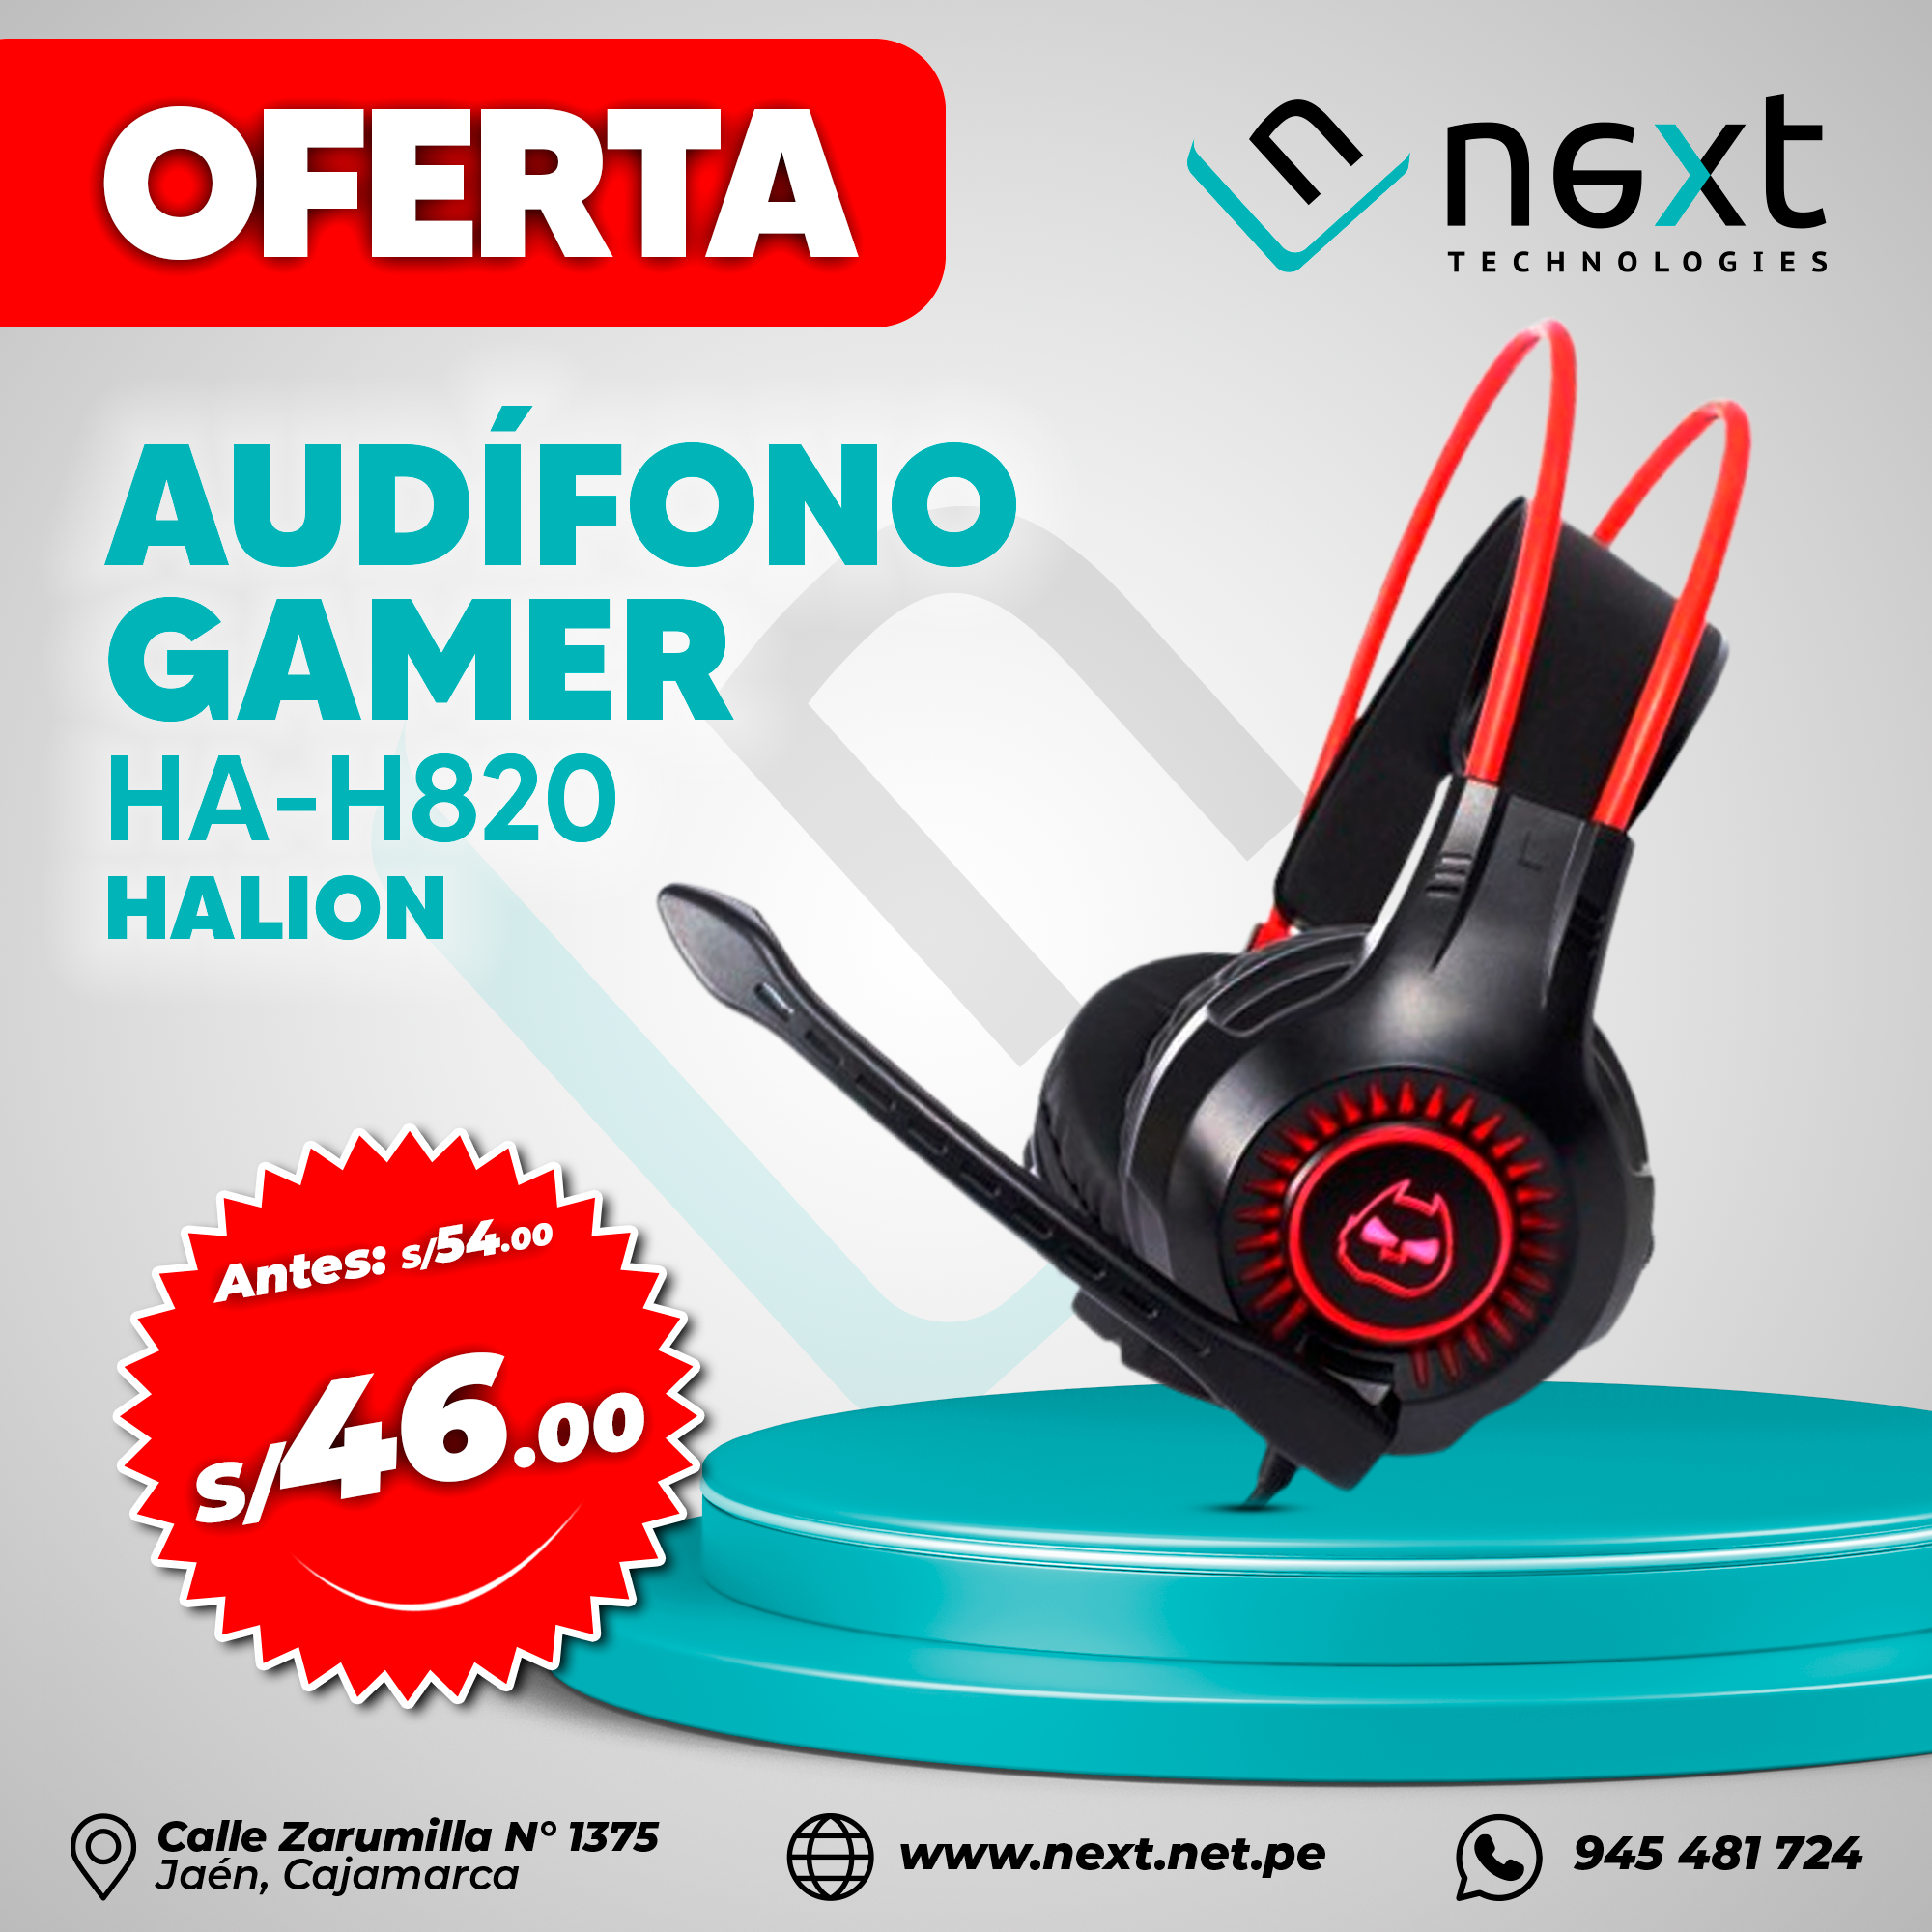 OFERTA
next
TECHNOLOGIES
AUDÍFONO
GAMER
HA-H820
HALION
L
Antes: s/54.00
s/46.00
Calle Zarumilla N° 1375
Jaén, Cajamarca
www.next.net.pe
945 481 724